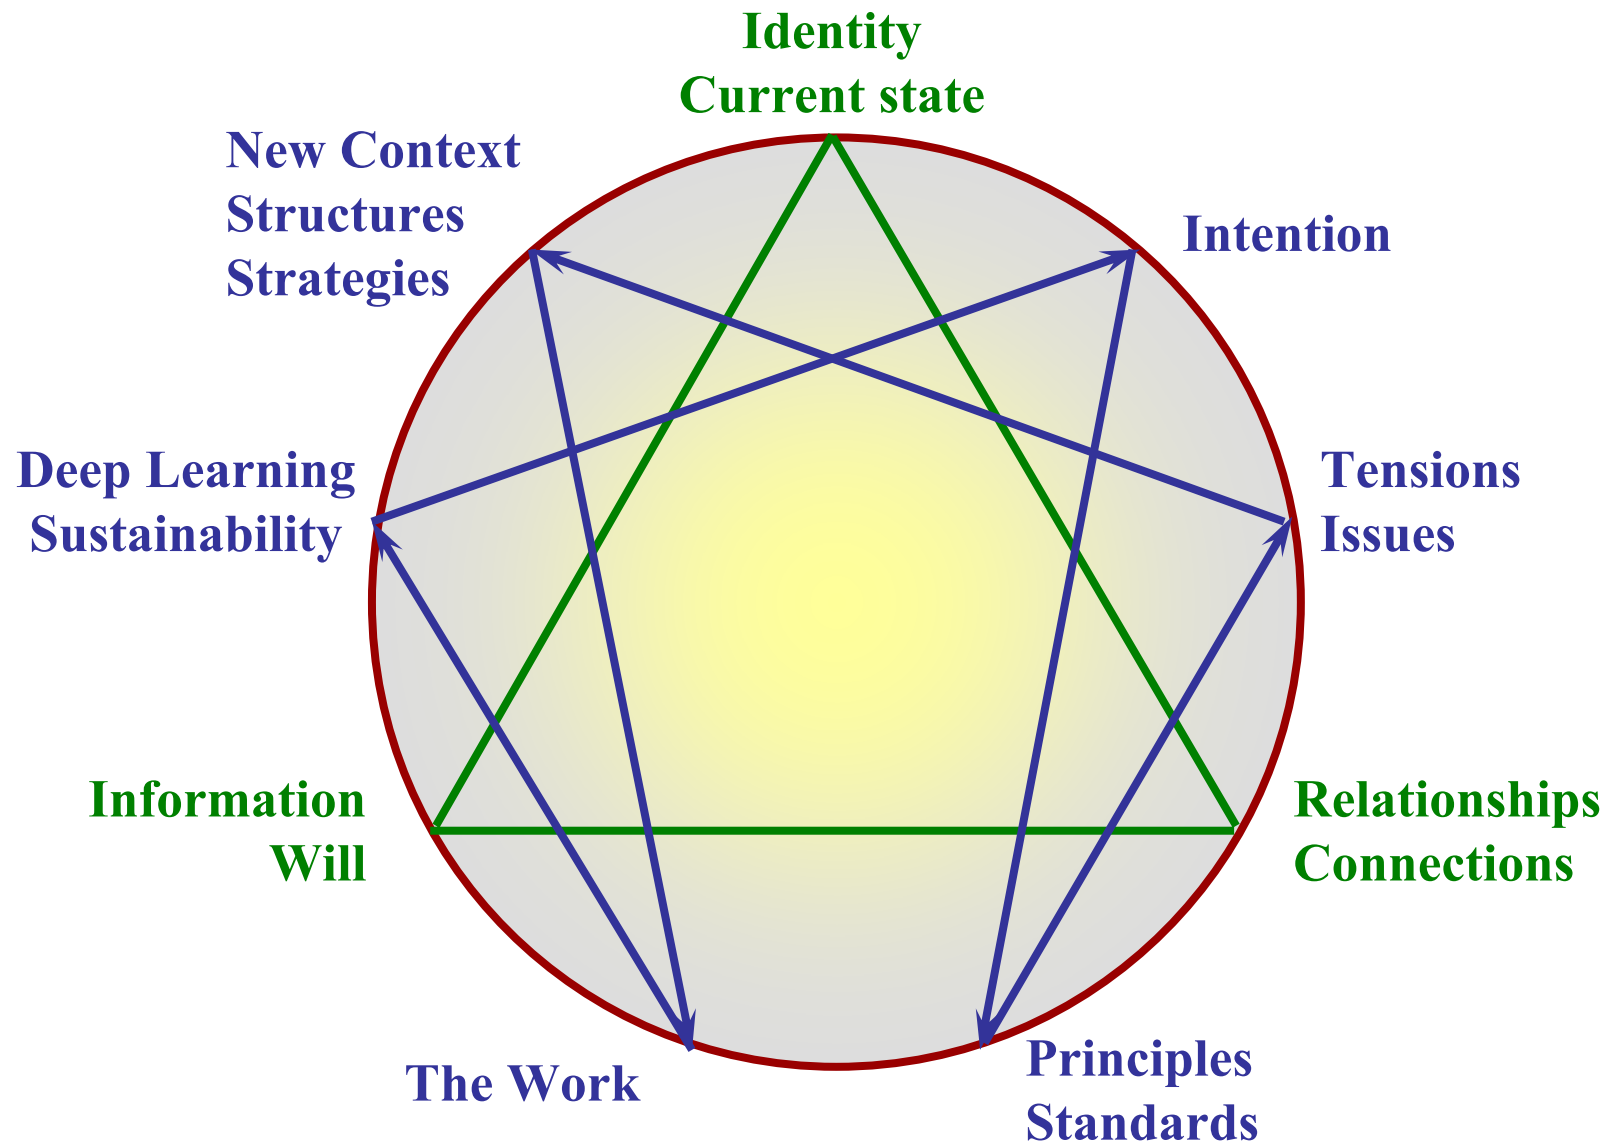 Identity
Current state
New Context
Structures
Strategies
Intention
Deep Learning
Sustainability
Tensions
Issues
Information
Will
Relationships
Connections
The Work
Principles
Standards